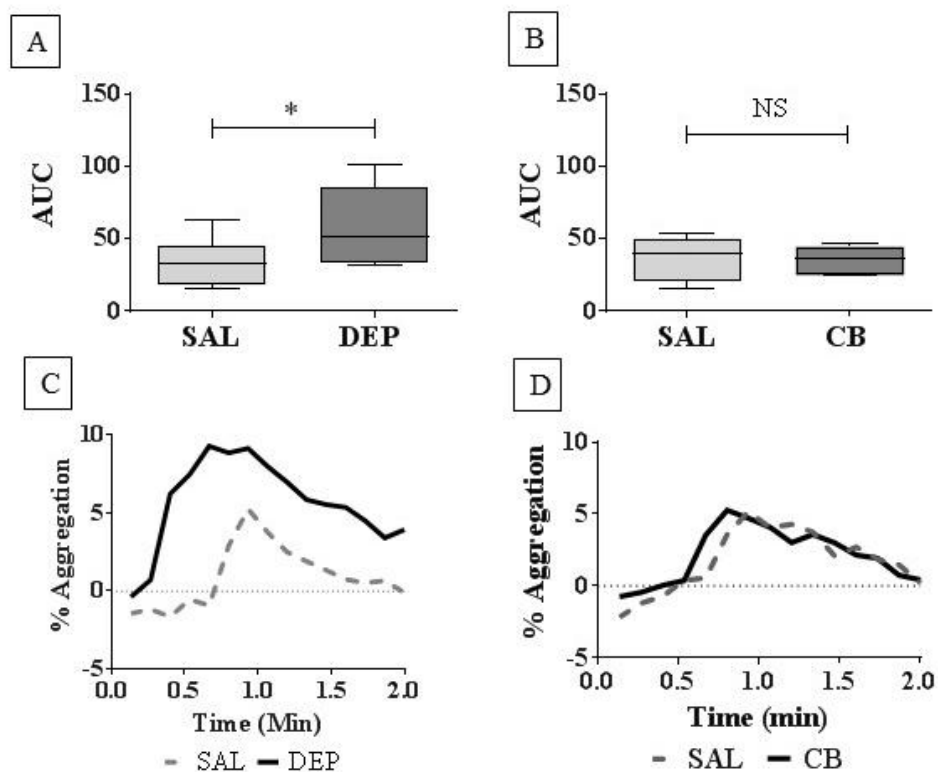 A
150
100
50
0
AUC
*
SAL DEP
B
150
100
50
0
AUC
NS
SAL CB
C
10
5
0
-5
% Aggregation
0.0 0.5 1.0 1.5 2.0
Time (Min)
SAL DEP
D
10
5
0
-5
% Aggregation
0.0 0.5 1.0 1.5 2.0
Time (min)
SAL CB